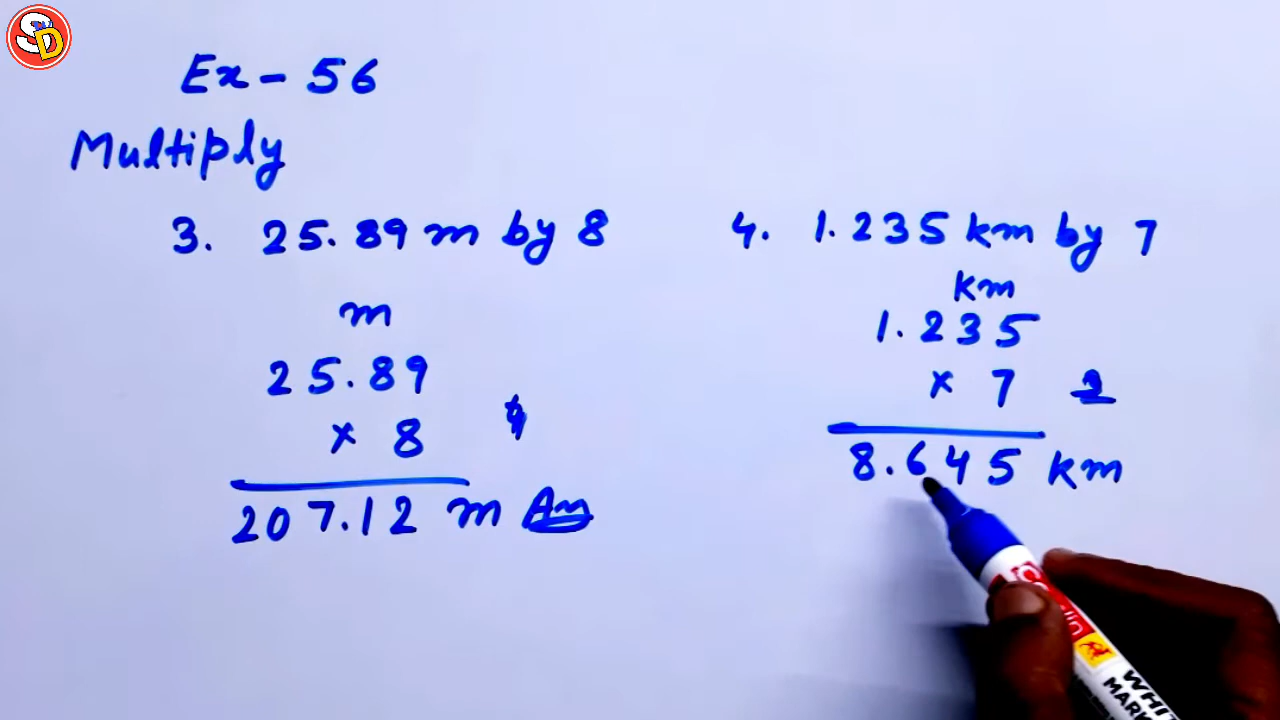 SD
Ex - 56
Multiply
3. 25.89 m by 8
m
25.89
x 8
207.12 m Ans
4. 1.235 km by 7
km
1.235
x 7
8.645 km